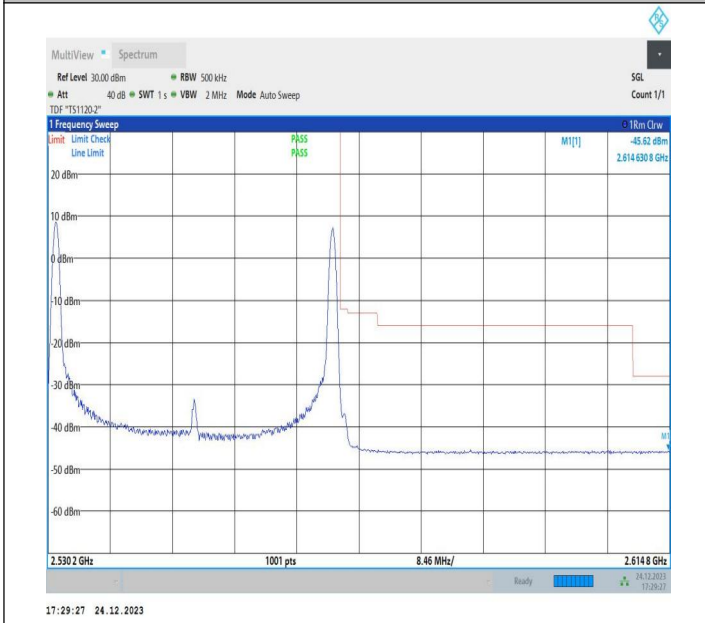 R S
MultiView Spectrum
Ref Level 30.00 dBm RBW 500 kHz SGL
Att 40 dB SWT 1 s VBW 2 MHz Mode Auto Sweep Count 1/1
TDF "TS1120-2"
1 Frequency Sweep 1Rm Clrw
Limit Limit Check PASS M1[1] -45.62 dBm
Line Limit PASS 2.614 630 8 GHz
20 dBm
10 dBm
0 dBm
-10 dBm
-20 dBm
-30 dBm
-40 dBm
M1
-50 dBm
-60 dBm
2.530 2 GHz 1001 pts 8.46 MHz/ 2.614 8 GHz
Ready 24.12.2023
17:29:27
17:29:27 24.12.2023